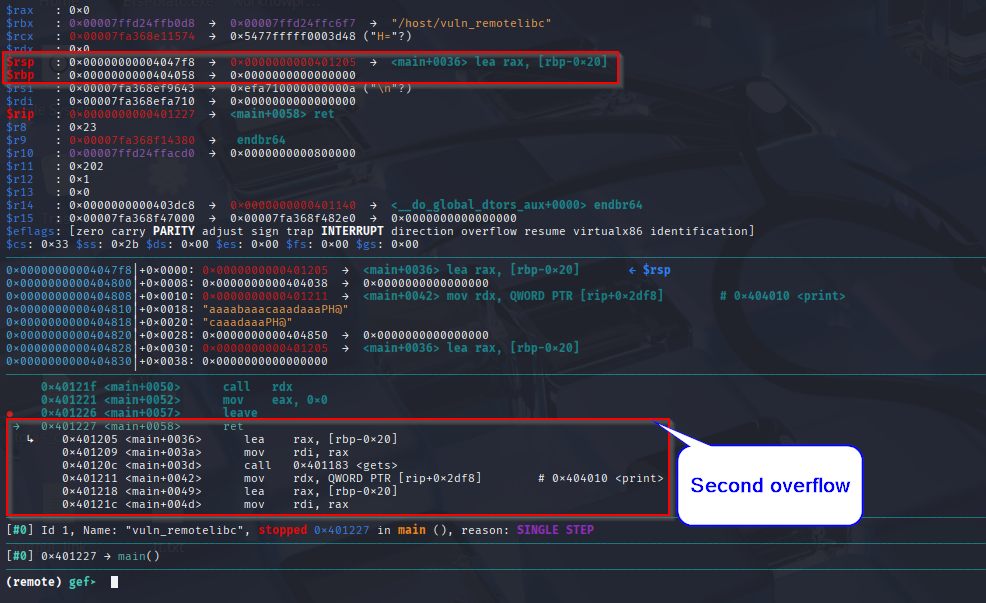 $rax : 0×0
$rbx : 0×00007ffd24ffb0d8 → 0×00007ffd24ffc6f7 → "/host/vuln_remotelibc"
$rcx : 0×00007fa368e11574 → 0×5477fffff0003d48 ("H="?)
$rdx : 0×0
$rsp : 0×00000000004047f8 → 0×0000000000401205 → <main+0036> lea rax, [rbp-0×20]
$rbp : 0×0000000000404058 → 0×0000000000000000
$rsi : 0×00007fa368ef9643 → 0×efa710000000000a ("\n"?)
$rdi : 0×00007fa368efa710 → 0×0000000000000000
$rip : 0×0000000000401227 → <main+0058> ret
$r8 : 0×23
$r9 : 0×00007fa368f14380 → endbr64
$r10 : 0×00007ffd24ffacd0 → 0×0000000000800000
$r11 : 0×202
$r12 : 0×1
$r13 : 0×0
$r14 : 0×0000000000403dc8 → 0×0000000000401140 → <__do_global_dtors_aux+0000> endbr64
$r15 : 0×00007fa368f47000 → 0×00007fa368f482e0 → 0×0000000000000000
$eflags: [zero carry PARITY adjust sign trap INTERRUPT direction overflow resume virtualx86 identification]
$cs: 0×33 $ss: 0×2b $ds: 0×00 $es: 0×00 $fs: 0×00 $gs: 0×00
0×00000000004047f8│+0×0000: 0×0000000000401205 → <main+0036> lea rax, [rbp-0×20] ← $rsp
0×0000000000404800│+0×0008: 0×0000000000404038 → 0×0000000000000000
0×0000000000404808│+0×0010: 0×0000000000401211 → <main+0042> mov rdx, QWORD PTR [rip+0×2df8] # 0×404010 <print>
0×0000000000404810│+0×0018: "aaaabaaacaaadaaaPH@"
0×0000000000404818│+0×0020: "caaadaaaPH@"
0×0000000000404820│+0×0028: 0×0000000000404850 → 0×0000000000000000
0×0000000000404828│+0×0030: 0×0000000000401205 → <main+0036> lea rax, [rbp-0×20]
0×0000000000404830│+0×0038: 0×0000000000000000
0×40121f <main+0050> call rdx
0×401221 <main+0052> mov eax, 0×0
● 0×401226 <main+0057> leave
→ 0×401227 <main+0058> ret
↳ 0×401205 <main+0036> lea rax, [rbp-0×20]
0×401209 <main+003a> mov rdi, rax
0×40120c <main+003d> call 0×401183 <gets>
0×401211 <main+0042> mov rdx, QWORD PTR [rip+0×2df8] # 0×404010 <print>
0×401218 <main+0049> lea rax, [rbp-0×20]
0×40121c <main+004d> mov rdi, rax
Second overflow
[#0] Id 1, Name: "vuln_remotelibc", stopped 0×401227 in main (), reason: SINGLE STEP
[#0] 0×401227 → main()
(remote) gef➤